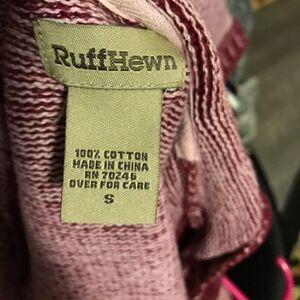 RuffHewn
100% COTTON
MADE IN CHINA
RN 70246
OVER FOR CARE
S